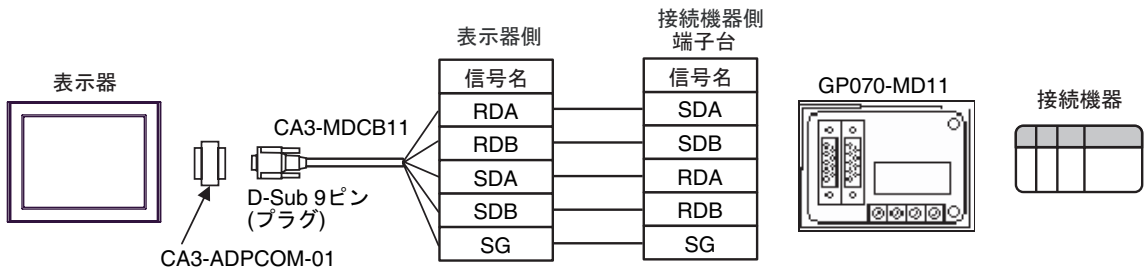 表示器
CA3-ADPCOM-01
CA3-MDCB11
D-Sub 9ピン
(プラグ)
表示器側
信号名
RDA
RDB
SDA
SDB
SG
接続機器側
端子台
信号名
SDA
SDB
RDA
RDB
SG
GP070-MD11
接続機器